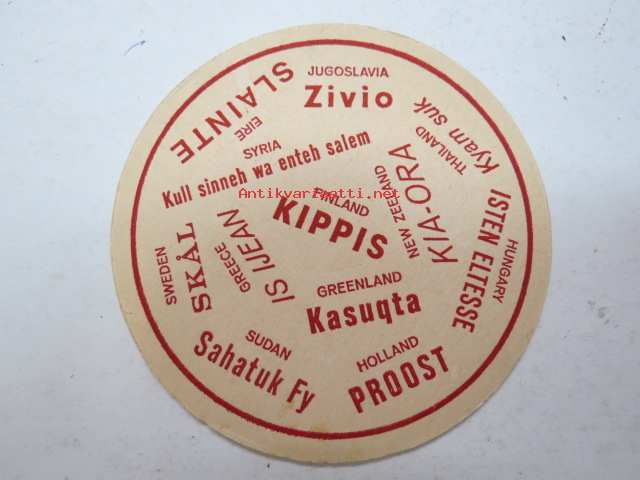 JUGOSLAVIA
Zivio
EIRE
SLAINTE
THAILAND
Kyam suk
SYRIA
Kull sinneh wa enteh salem
NEW ZEELAND
KIA-ORA
Antikvariaatti.net
FINLAND
KIPPIS
HUNGARY
ISTEN ELTESSE
SWEDEN
SKÅL
GREECE
IS IJEAN
GREENLAND
Kasuqta
SUDAN
Sahatuk Fy
HOLLAND
PROOST